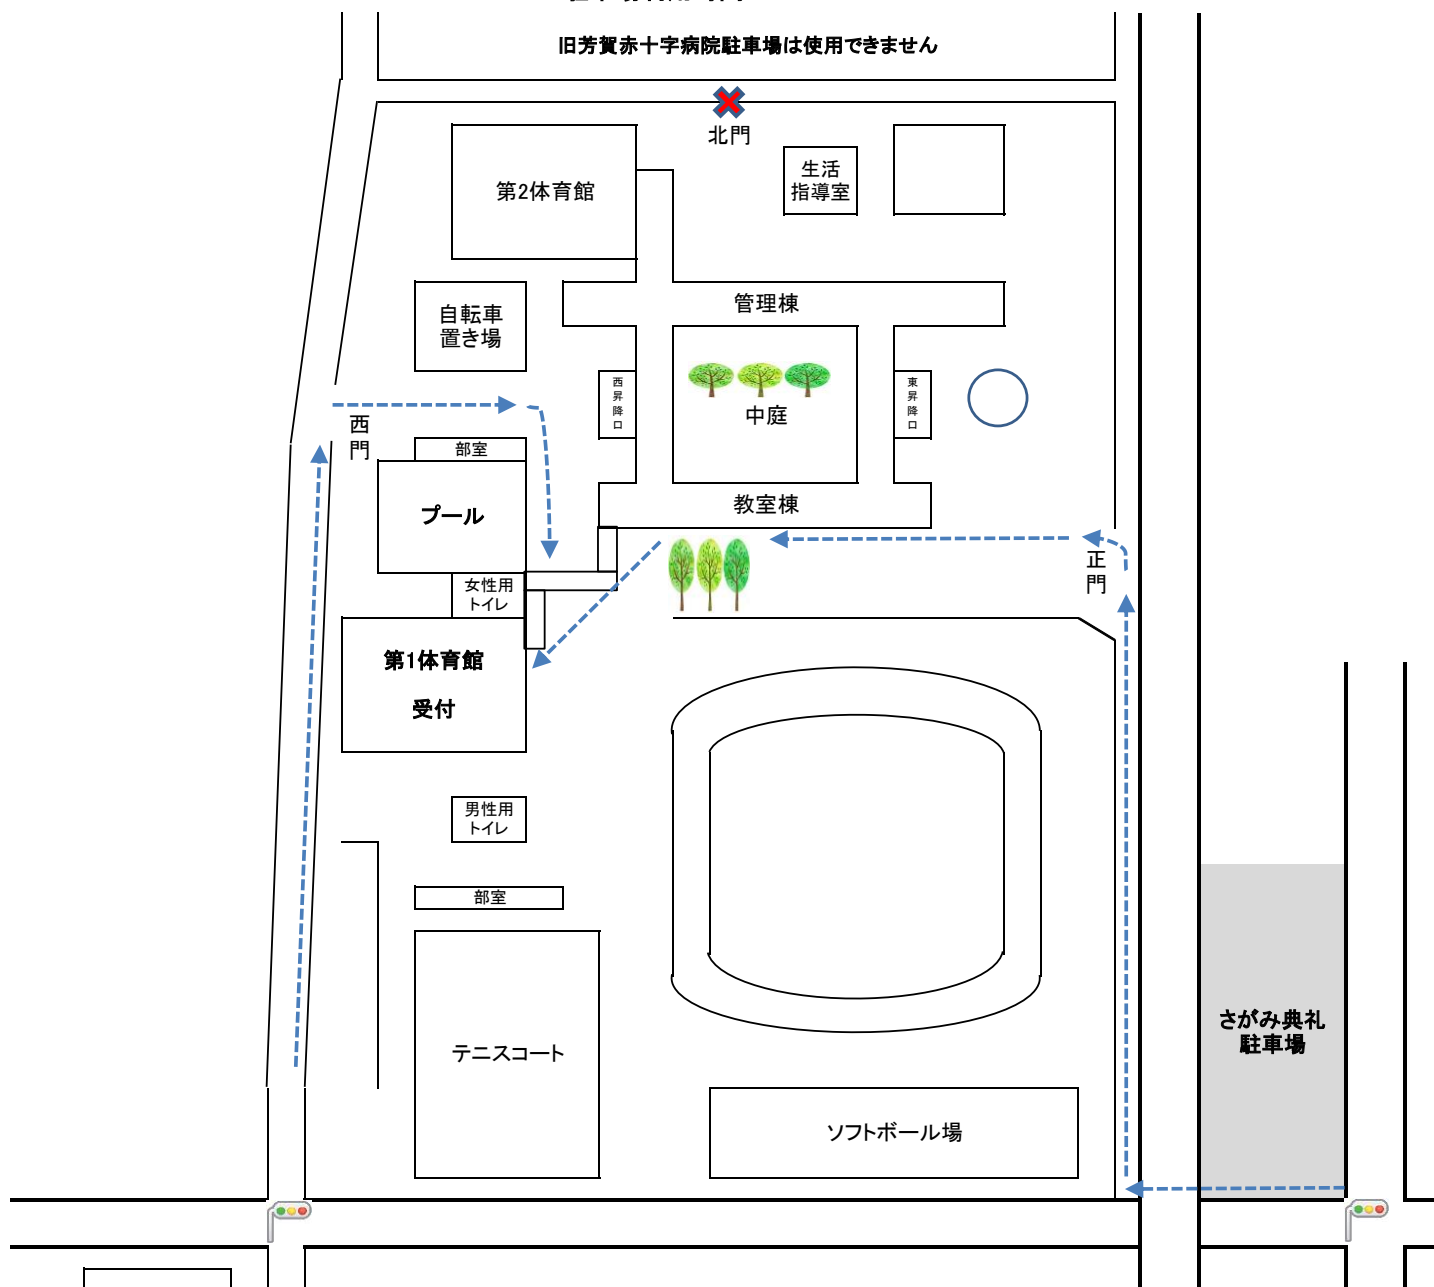 旧芳賀赤十字病院駐車場は使用できません
北門
第2体育館
生活
指導室
管理棟
自転車
置き場
西昇降口
東昇降口
中庭
西門
部室
プール
教室棟
正門
女性用
トイレ
第1体育館
受付
男性用
トイレ
部室
テニスコート
さがみ典礼
駐車場
ソフトボール場